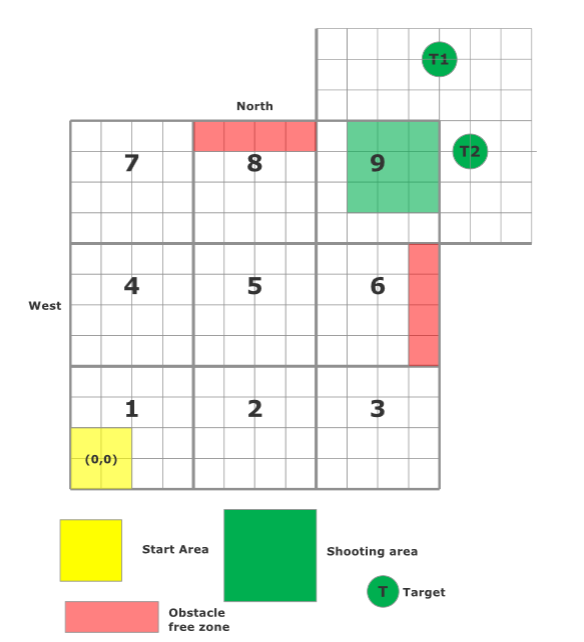 T1
North
T2
7
8
9
4
5
6
West
1
2
3
(0,0)
Start Area
Shooting area
T
Target
Obstacle
free zone